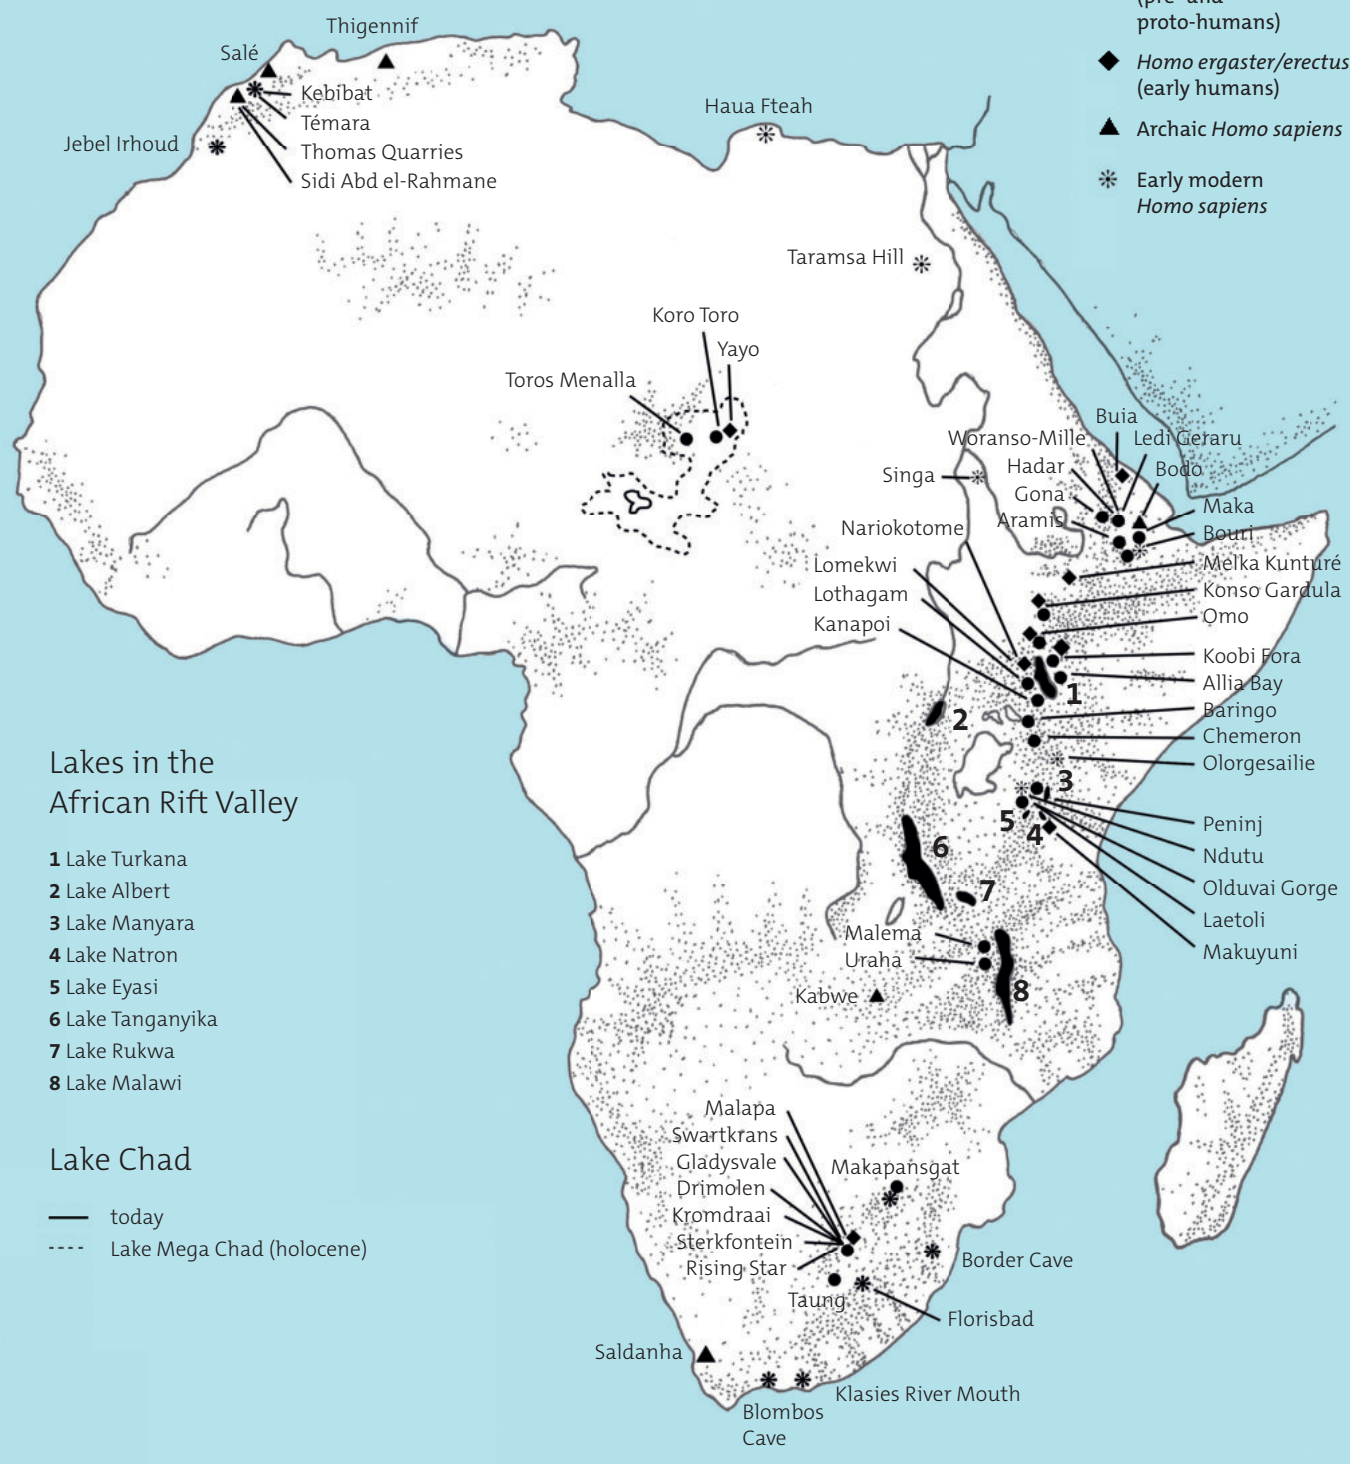 (pre- and
proto-humans)
Homo ergaster/erectus
(early humans)
Archaic Homo sapiens
Early modern
Homo sapiens
Thigennif
Salé
Kebibat
Témara
Jebel Irhoud
Thomas Quarries
Sidi Abd el-Rahmane
Haua Fteah
Taramsa Hill
Koro Toro
Yayo
Toros Menalla
Buia
Woranso-Mille
Ledi Geraru
Hadar
Bodo
Singa
Gona
Aramis
Maka
Nariokotome
Bouri
Lomekwi
Melka Kunturé
Lothagam
Konso Gardula
Kanapoi
Omo
Koobi Fora
Allia Bay
1
Baringo
2
Chemeron
Olorgesailie
3
5
4
Peninj
6
Ndutu
7
Olduvai Gorge
Laetoli
Malema
Makuyuni
Uraha
Kabwe
8
Lakes in the
African Rift Valley
1 Lake Turkana
2 Lake Albert
3 Lake Manyara
4 Lake Natron
5 Lake Eyasi
6 Lake Tanganyika
7 Lake Rukwa
8 Lake Malawi
Lake Chad
today
Lake Mega Chad (holocene)
Malapa
Swartkrans
Gladysvale
Makapansgat
Drimolen
Kromdraai
Sterkfontein
Rising Star
Border Cave
Taung
Florisbad
Saldanha
Klasies River Mouth
Blombos
Cave